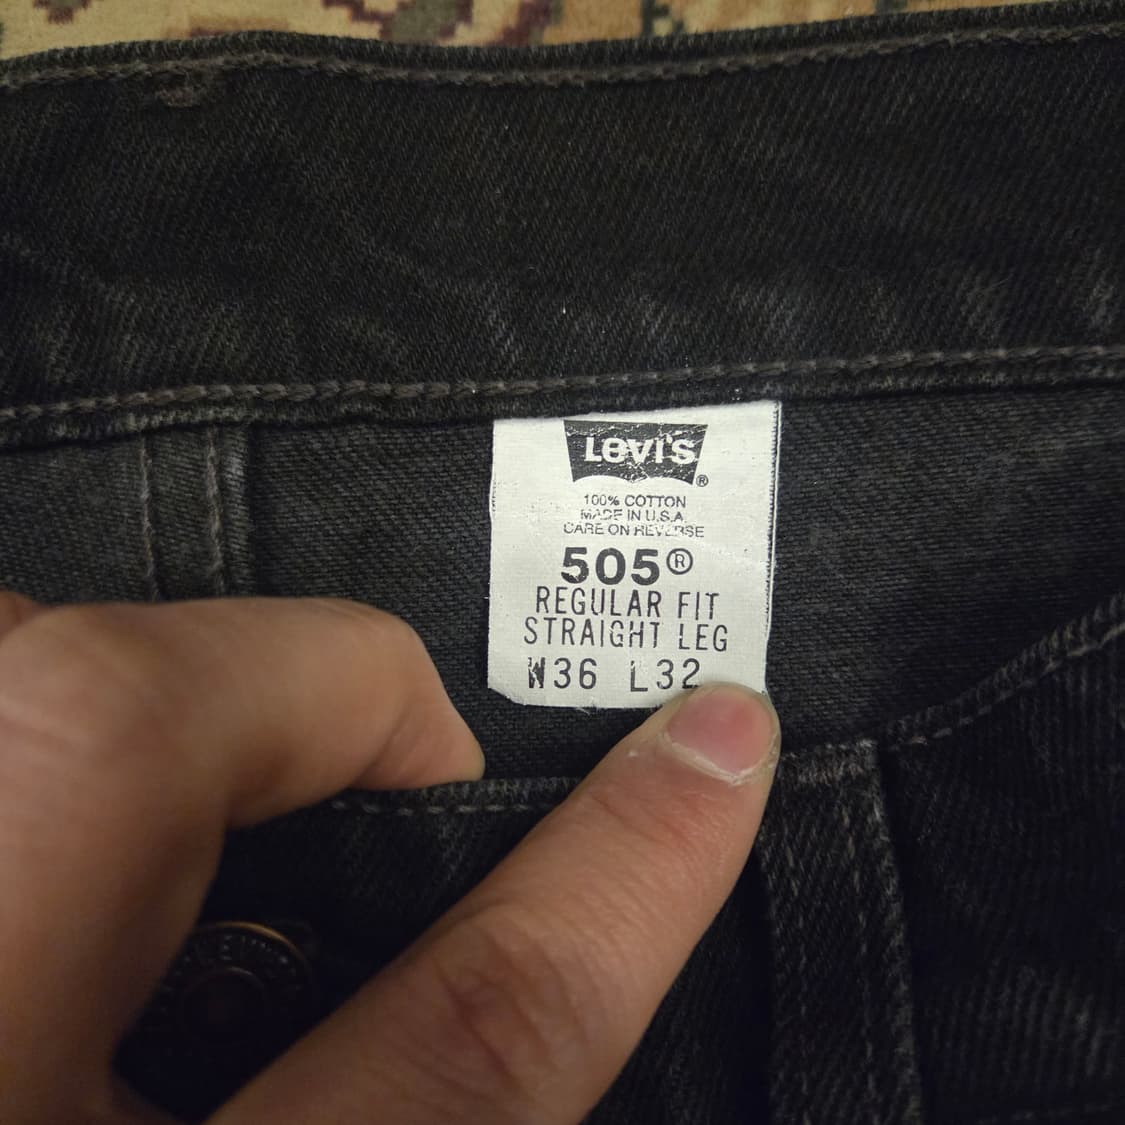 Levi's®
100% COTTON
MADE IN U.S.A.
CARE ON REVERSE
505®
REGULAR FIT
STRAIGHT LEG
W36 L32